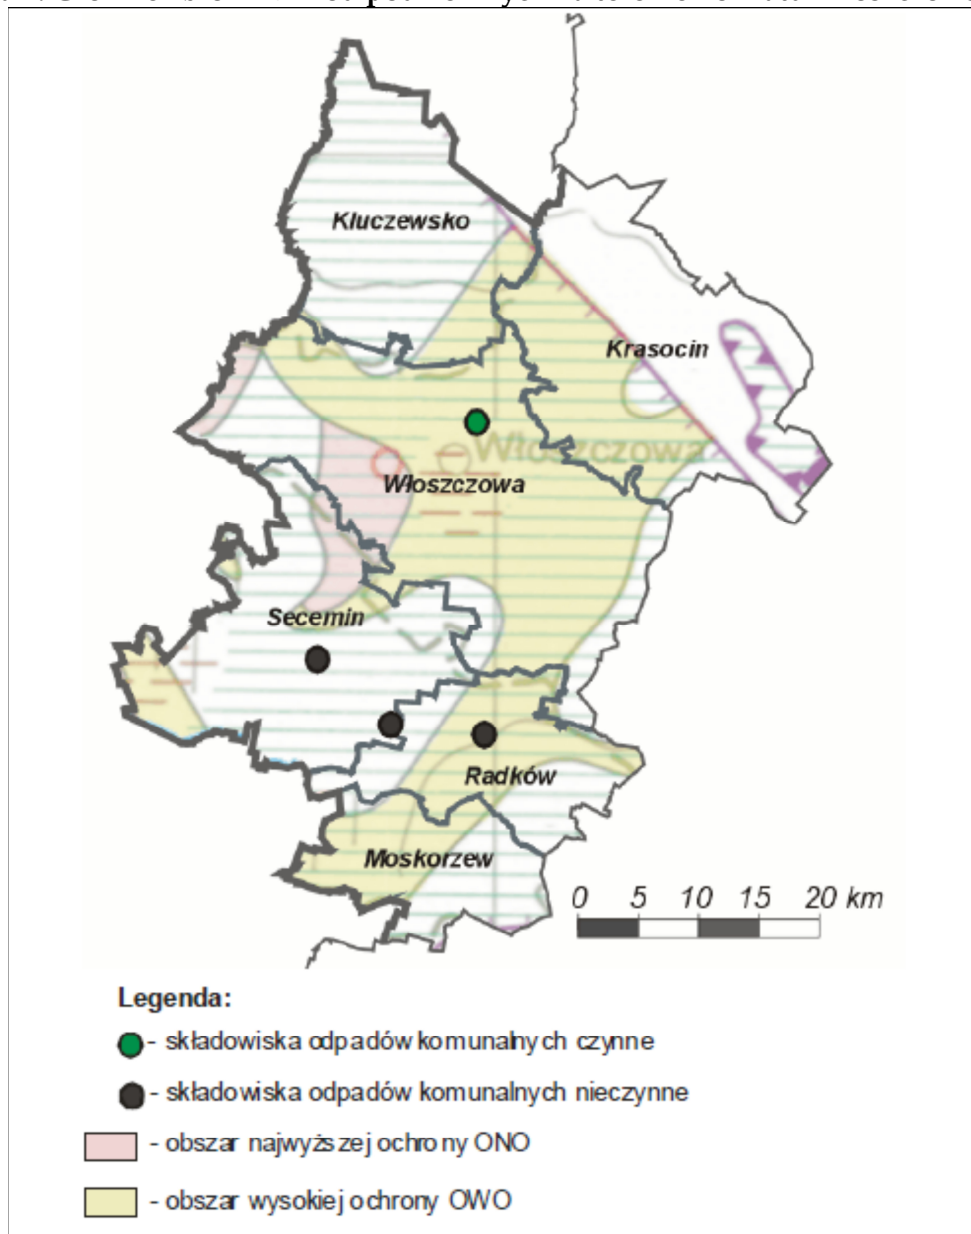 Kluczewsko
Krasocin
Włoszczowa
Włoszczowa
Secemin
Radków
Moskorzew
0 5 10 15 20 km
Legenda:
- składowiska odpadów komunalnych czynne
- składowiska odpadów komunalnych nieczynne
- obszar najwyższej ochrony ONO
- obszar wysokiej ochrony OWO